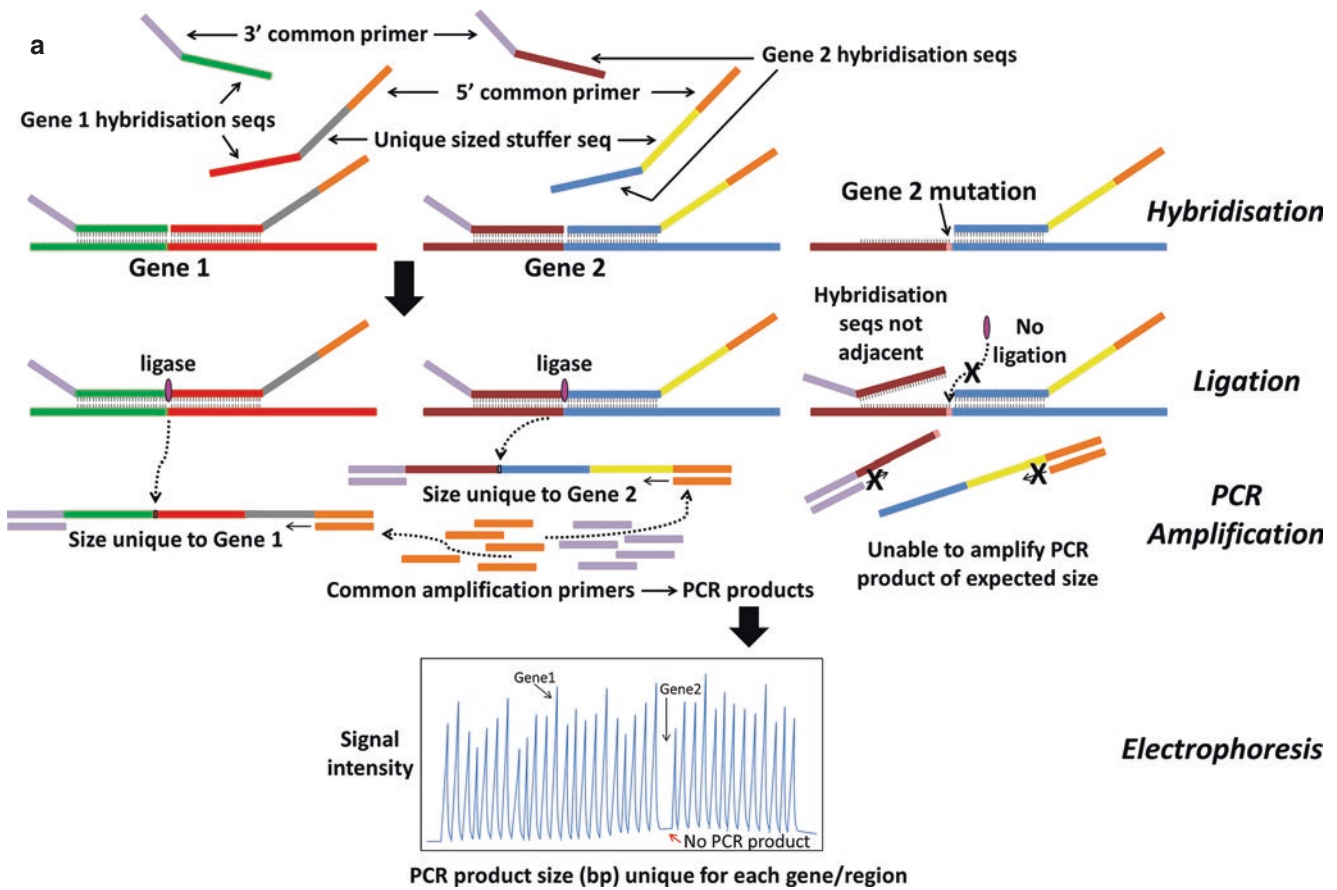 a
3’ common primer
Gene 2 hybridisation seqs
5’ common primer
Gene 1 hybridisation seqs
Unique sized stuffer seq
Gene 2 mutation
Hybridisation
Gene 1
Gene 2
Hybridisation
seqs not
adjacent
No
ligation
ligase
ligase
X
Ligation
Size unique to Gene 2
Size unique to Gene 1
X
X
PCR
Amplification
Unable to amplify PCR
product of expected size
Common amplification primers
PCR products
Gene1
Gene2
Signal
intensity
No PCR product
Electrophoresis
PCR product size (bp) unique for each gene/region